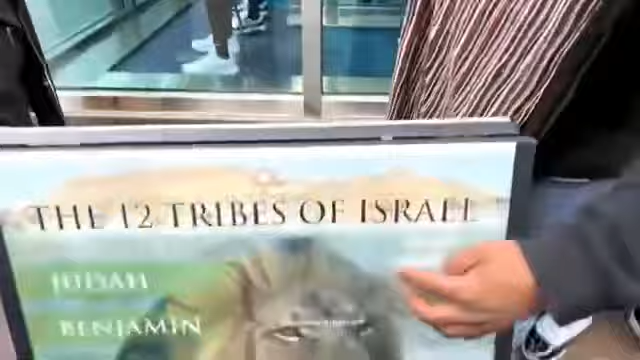 THE 12 TRIBES OF ISRAEL
JUDAH
BENJAMIN